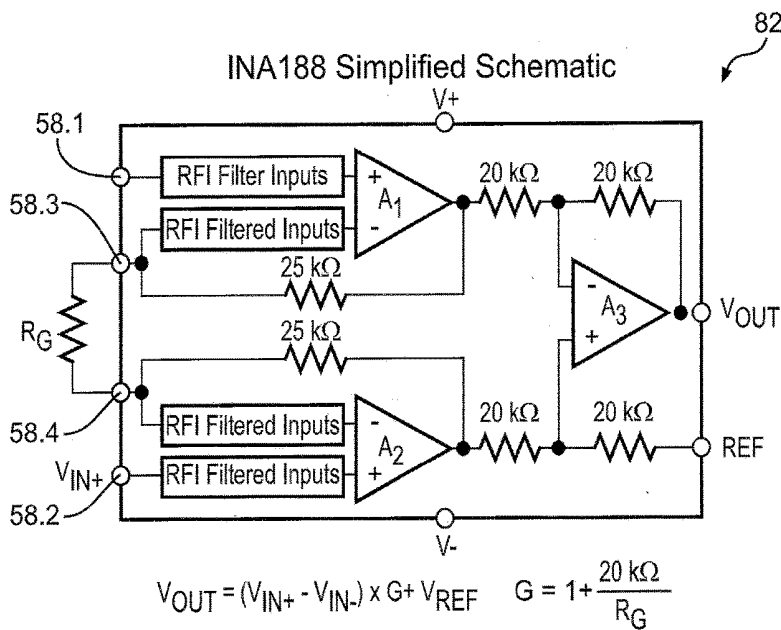 82
INA188 Simplified Schematic
V+
58.1
RFI Filter Inputs
+
A1
20 kΩ
20 kΩ
58.3
RFI Filtered Inputs
-
25 kΩ
RG
25 kΩ
-
A3
+
VOUT
58.4
RFI Filtered Inputs
-
A2
20 kΩ
20 kΩ
VIN+
RFI Filtered Inputs
+
REF
58.2
V-
VOUT = (VIN+ - VIN-) x G+ VREF G = 1+ 20 kΩ / RG